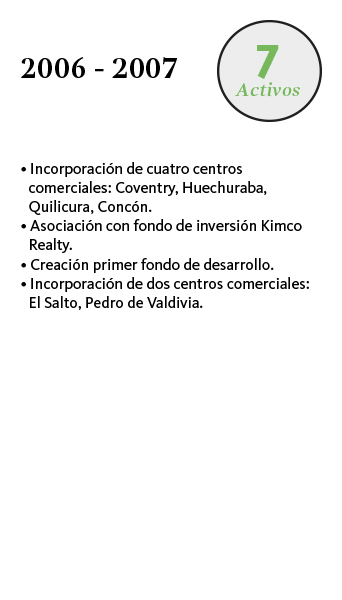 2006 - 2007
7
Activos
• Incorporación de cuatro centros
comerciales: Coventry, Huechuraba,
Quilicura, Concón.
• Asociación con fondo de inversión Kimco
Realty.
• Creación primer fondo de desarrollo.
• Incorporación de dos centros comerciales:
El Salto, Pedro de Valdivia.